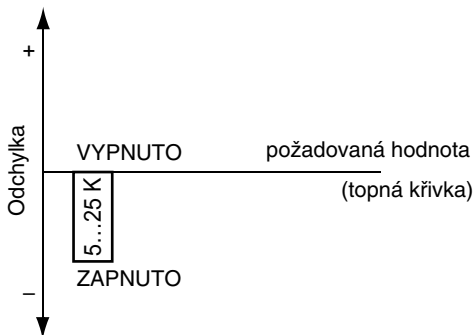 +
Odchylka
VYPNUTO
požadovaná hodnota
(topná křivka)
5...25 K
ZAPNUTO
–